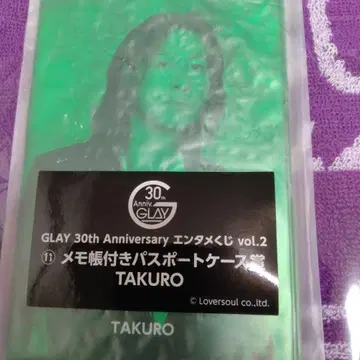 30th
Anniv.
GLAY
GLAY 30th Anniversary エンタメくじ vol.2
⑪ メモ帳付きパスポートケース賞
TAKURO
© Loversoul co.,ltd.
TAKURO